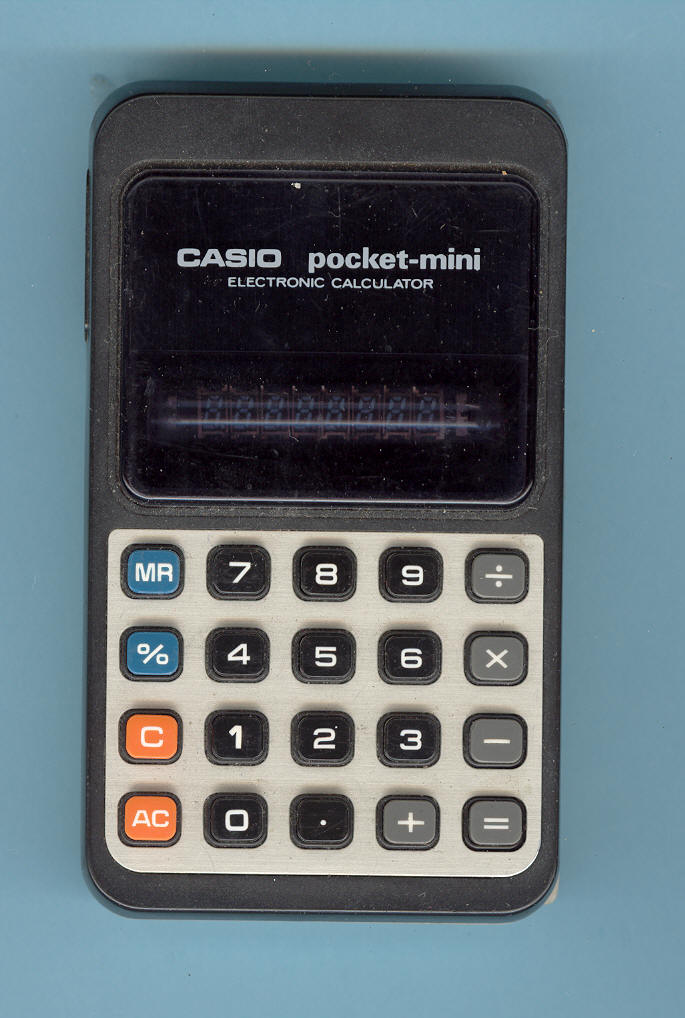 CASIO pocket-mini
ELECTRONIC CALCULATOR
MR 7 8 9 ÷
% 4 5 6 ×
C 1 2 3 −
AC 0 . + =